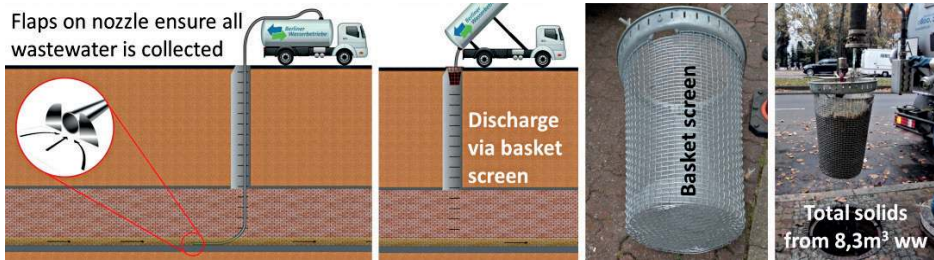 Flaps on nozzle ensure all
wastewater is collected
Berliner
Wasserbetriebe
Berliner
Wasserbetriebe
Discharge
via basket
screen
Basket screen
Total solids
from 8,3m³ ww